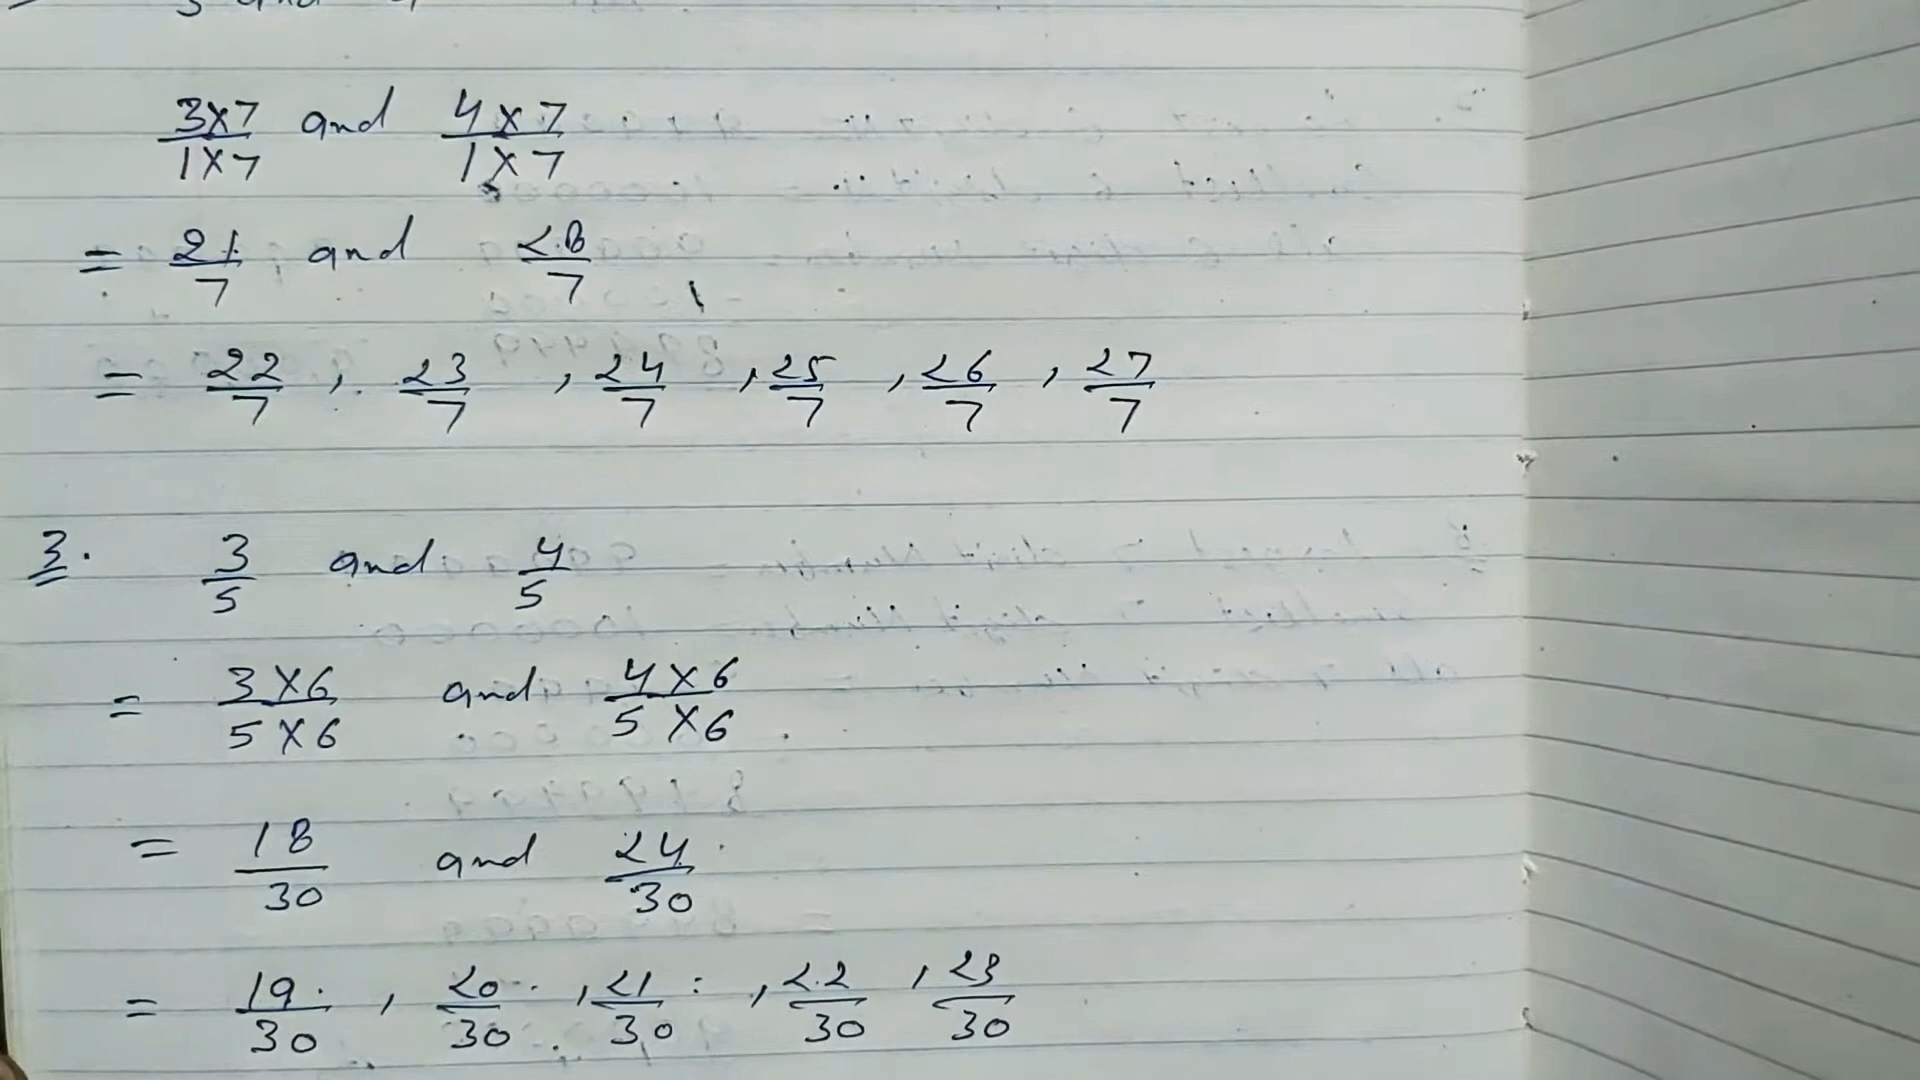 3 and 4
3×7/1×7 and 4×7/1×7
= 21/7 and 28/7
= 22/7, 23/7, 24/7, 25/7, 26/7, 27/7
3. 3/5 and 4/5
= 3×6/5×6 and 4×6/5×6.
= 18/30 and 24/30
= 19/30, 20/30, 21/30, 22/30, 23/30